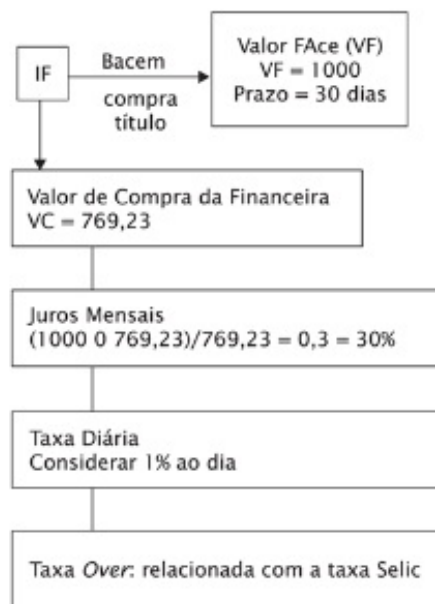 IF
Bacem
compra
título
Valor FAce (VF)
VF = 1000
Prazo = 30 dias
Valor de Compra da Financeira
VC = 769,23
Juros Mensais
(1000 0 769,23)/769,23 = 0,3 = 30%
Taxa Diária
Considerar 1% ao dia
Taxa Over: relacionada com a taxa Selic